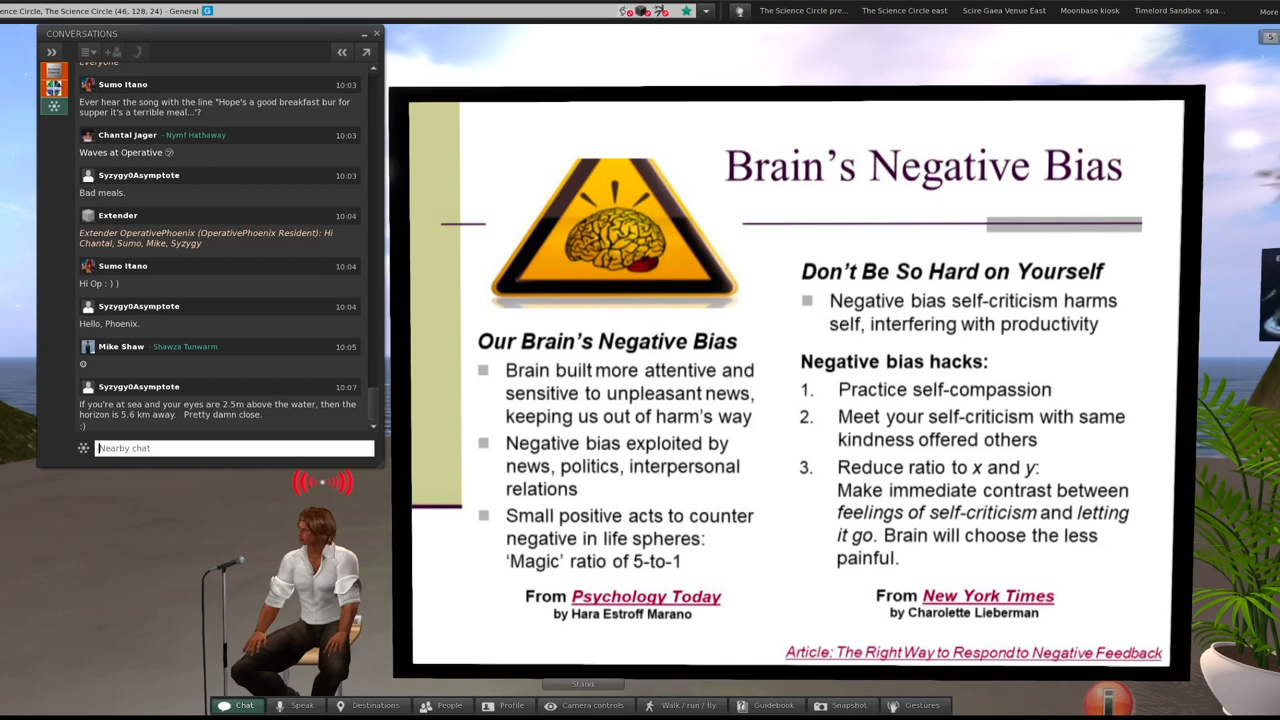 ence Circle, The Science Circle (46, 128, 24) - General G
The Science Circle pre...
The Science Circle east
Scire Gaea Venue East
Moonbase kiosk
Timelord Sandbox -spa...
More
CONVERSATIONS
Everyone
Sumo Itano 10:03
Ever hear the song with the line "Hope's a good breakfast bur for
supper it's a terrible meal...'?
Chantal Jager - Nymf Hathaway 10:03
Waves at Operative
Syzygy0Asymptote 10:03
Bad meals.
Extender 10:04
Extender OperativePhoenix (OperativePhoenix Resident): Hi
Chantal, Sumo, Mike, Syzygy
Sumo Itano 10:04
Hi Op : ) )
Syzygy0Asymptote 10:04
Hello, Phoenix.
Mike Shaw - Shawza Tunwarm 10:05
☺
Syzygy0Asymptote 10:07
If you're at sea and your eyes are 2.5m above the water, then the
horizon is 5.6 km away. Pretty damn close.
:)
Nearby chat
5
Brain's Negative Bias
Our Brain's Negative Bias
Brain built more attentive and
sensitive to unpleasant news,
keeping us out of harm's way
Negative bias exploited by
news, politics, interpersonal
relations
Small positive acts to counter
negative in life spheres:
'Magic' ratio of 5-to-1
From Psychology Today
by Hara Estroff Marano
Don't Be So Hard on Yourself
Negative bias self-criticism harms
self, interfering with productivity
Negative bias hacks:
1. Practice self-compassion
2. Meet your self-criticism with same
kindness offered others
3. Reduce ratio to x and y:
Make immediate contrast between
feelings of self-criticism and letting
it go. Brain will choose the less
painful.
From New York Times
by Charolette Lieberman
Article: The Right Way to Respond to Negative Feedback
Stand
Chat
Speak
Destinations
People
Profile
Camera controls
Walk / run / fly
Guidebook
Snapshot
Gestures